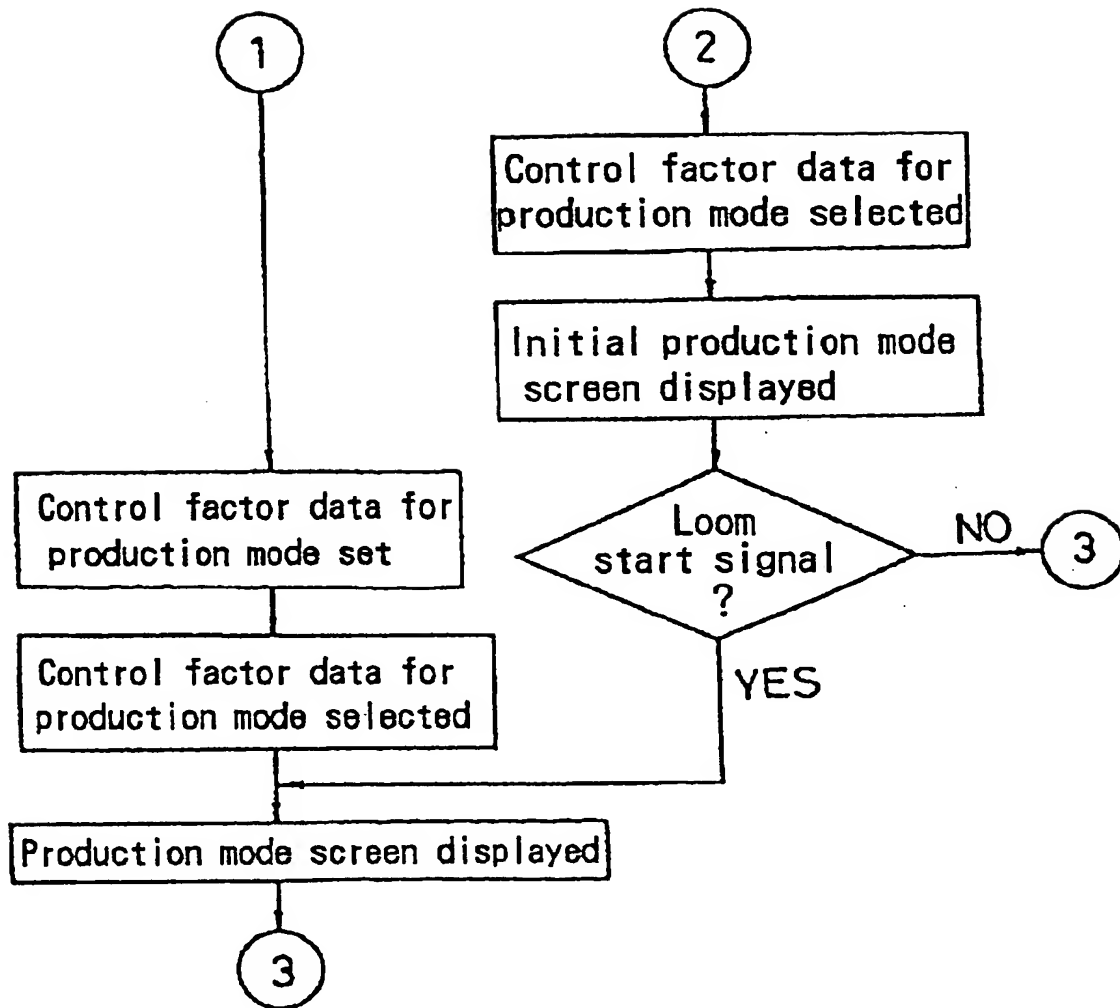 1
2
Control factor data for
production mode selected
Initial production mode
screen displayed
Loom
start signal
?
NO
3
YES
Control factor data for
production mode set
Control factor data for
production mode selected
Production mode screen displayed
3